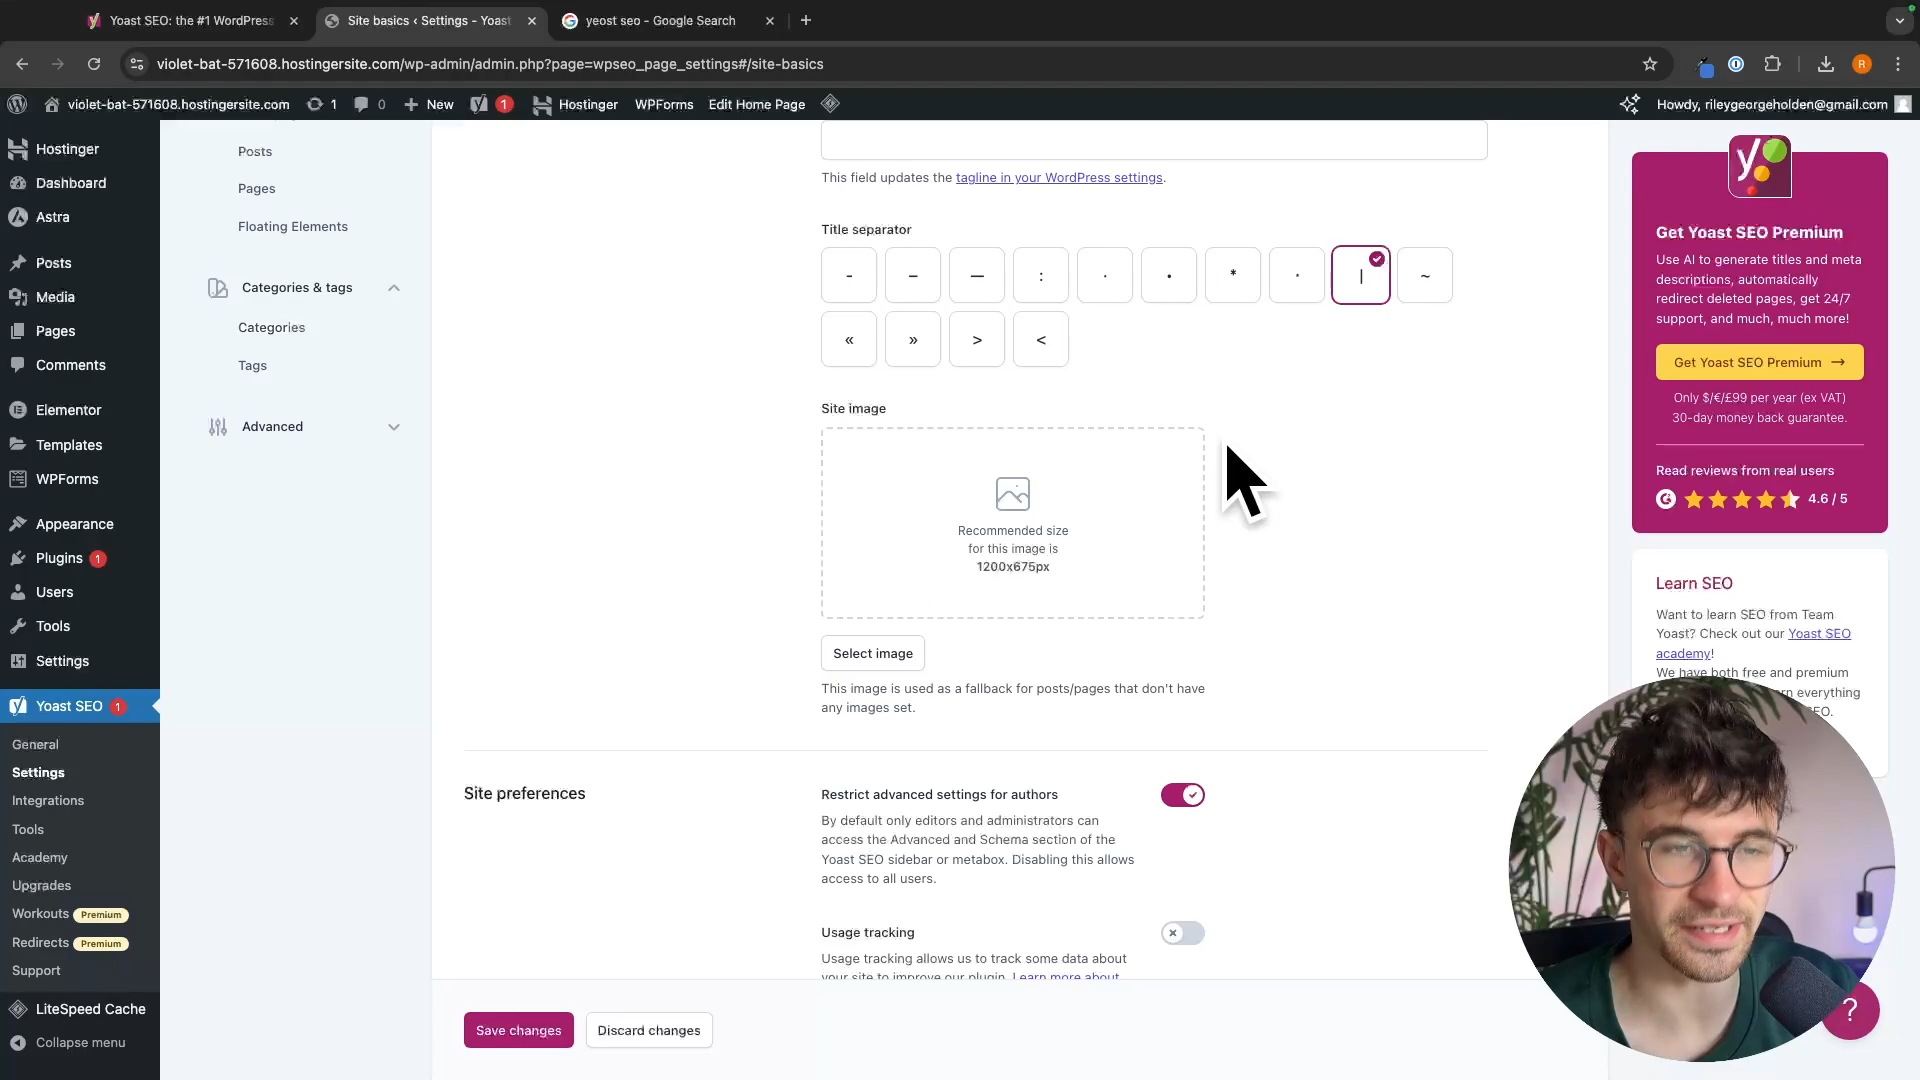 Yoast SEO: the #1 WordPress
Site basics ‹ Settings - Yoast
yeost seo - Google Search
violet-bat-571608.hostingersite.com/wp-admin/admin.php?page=wpseo_page_settings#/site-basics
R
violet-bat-571608.hostingersite.com
1
0
New
1
Hostinger
WPForms
Edit Home Page
Howdy, rileygeorgeholden@gmail.com
Hostinger
Dashboard
Astra
Posts
Media
Pages
Comments
Elementor
Templates
WPForms
Appearance
Plugins 1
Users
Tools
Settings
Yoast SEO 1
General
Settings
Integrations
Tools
Academy
Upgrades
Workouts Premium
Redirects Premium
Support
LiteSpeed Cache
Collapse menu
Posts
Pages
Floating Elements
Categories & tags
Categories
Tags
Advanced
This field updates the tagline in your WordPress settings.
Title separator
- – — : · • * ⋆ | ~
« » > <
Site image
Recommended size
for this image is
1200x675px
Select image
This image is used as a fallback for posts/pages that don't have
any images set.
Site preferences
Restrict advanced settings for authors
By default only editors and administrators can
access the Advanced and Schema section of the
Yoast SEO sidebar or metabox. Disabling this allows
access to all users.
Usage tracking
Usage tracking allows us to track some data about
your site to improve our plugin. Learn more about
Save changes
Discard changes
Get Yoast SEO Premium
Use AI to generate titles and meta
descriptions, automatically
redirect deleted pages, get 24/7
support, and much, much more!
Get Yoast SEO Premium →
Only $/€/£99 per year (ex VAT)
30-day money back guarantee.
Read reviews from real users
4.6 / 5
Learn SEO
Want to learn SEO from Team
Yoast? Check out our Yoast SEO
academy!
We have both free and premium
everything
SEO.
?